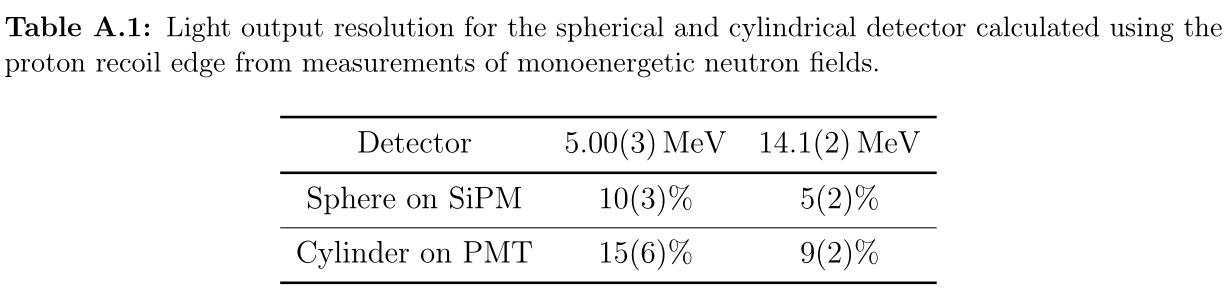 Table A.1: Light output resolution for the spherical and cylindrical detector calculated using the
proton recoil edge from measurements of monoenergetic neutron fields.
Detector 5.00(3) MeV 14.1(2) MeV
Sphere on SiPM 10(3)% 5(2)%
Cylinder on PMT 15(6)% 9(2)%